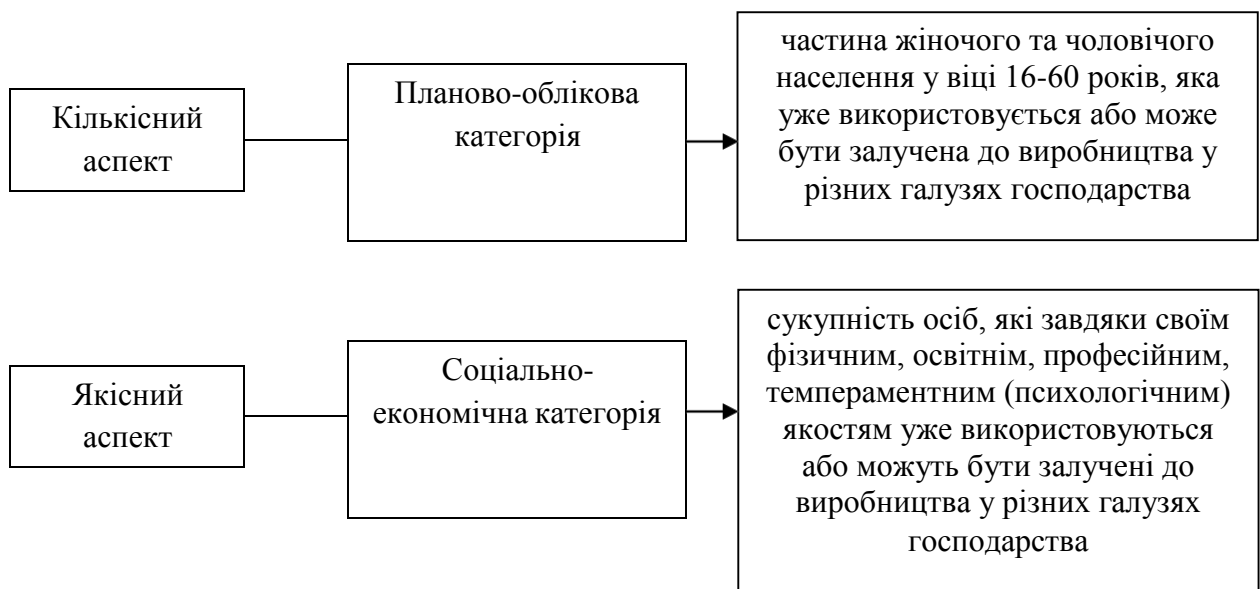 Кількісний
аспект
Планово-облікова
категорія
частина жіночого та чоловічого
населення у віці 16-60 років, яка
уже використовується або може
бути залучена до виробництва у
різних галузях господарства
Якісний
аспект
Соціально-
економічна категорія
сукупність осіб, які завдяки своїм
фізичним, освітнім, професійним,
темпераментним (психологічним)
якостям уже використовуються
або можуть бути залучені до
виробництва у різних галузях
господарства